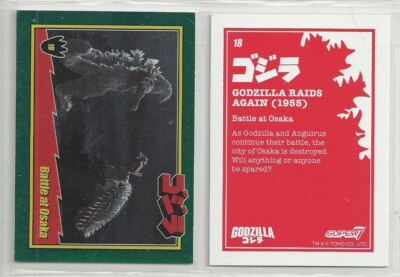 18
Battle at Osaka
ゴジラ
18
ゴジラ
GODZILLA RAIDS
AGAIN (1955)
Battle at Osaka
As Godzilla and Anguirus
continue their battle, the
city of Osaka is destroyed.
Will anything or anyone
be spared?
GODZILLA
ゴジラ
SUPER7
TM & © TOHO CO., LTD.